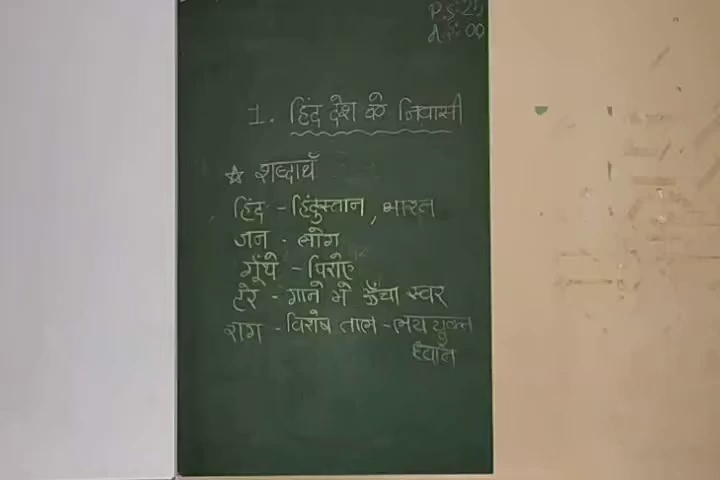 P.S:
1. हिंद देश के निवासी
☆ शब्दार्थ
हिंद - हिंदुस्तान, भारत
जन - लोग
गूँथे - पिरोए
टेर - गाने में ऊँचा स्वर
राग - विशेष ताल - लय युक्त
ध्वनि